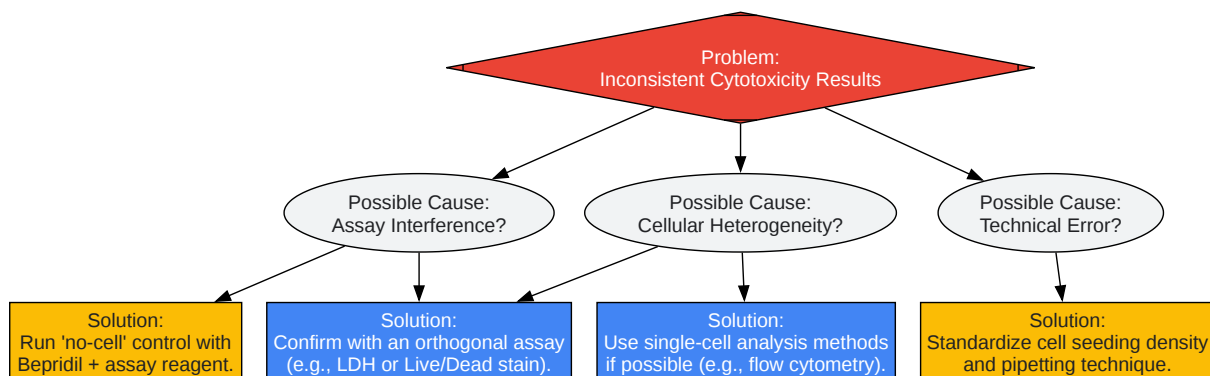 Problem:
Inconsistent Cytotoxicity Results
Possible Cause:
Assay Interference?
Possible Cause:
Cellular Heterogeneity?
Possible Cause:
Technical Error?
Solution:
Run 'no-cell' control with
Bepridil + assay reagent.
Solution:
Confirm with an orthogonal assay
(e.g., LDH or Live/Dead stain).
Solution:
Use single-cell analysis methods
if possible (e.g., flow cytometry).
Solution:
Standardize cell seeding density
and pipetting technique.